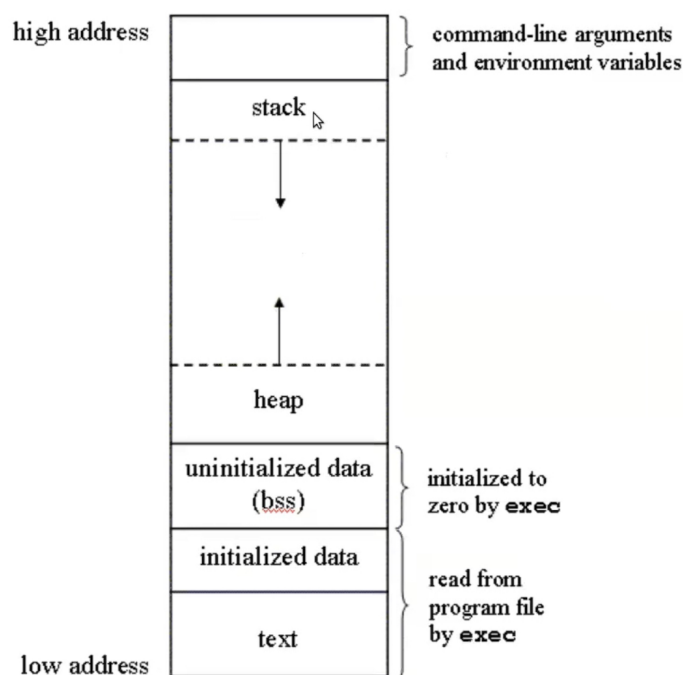 high address
command-line arguments
and environment variables
stack
heap
uninitialized data
(bss)
initialized to
zero by exec
initialized data
read from
program file
by exec
text
low address